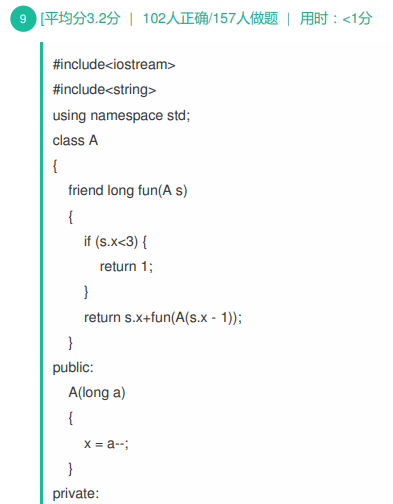 9 [平均分3.2分 | 102人正确/157人做题 | 用时：<1分
#include<iostream>
#include<string>
using namespace std;
class A
{
friend long fun(A s)
{
if (s.x<3) {
return 1;
}
return s.x+fun(A(s.x - 1));
}
public:
A(long a)
{
x = a--;
}
private: